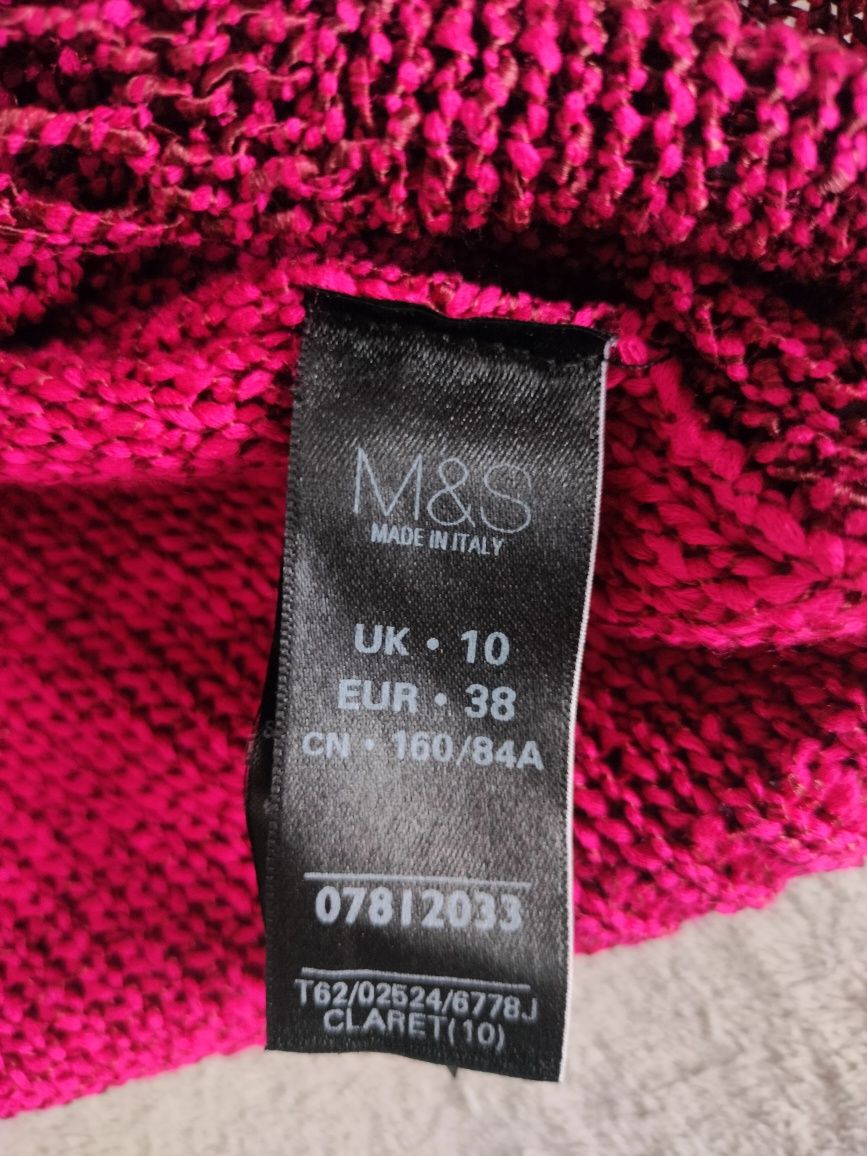 M&S
MADE IN ITALY
UK • 10
EUR • 38
CN • 160/84A
07812033
T62/02524/6778J
CLARET(10)